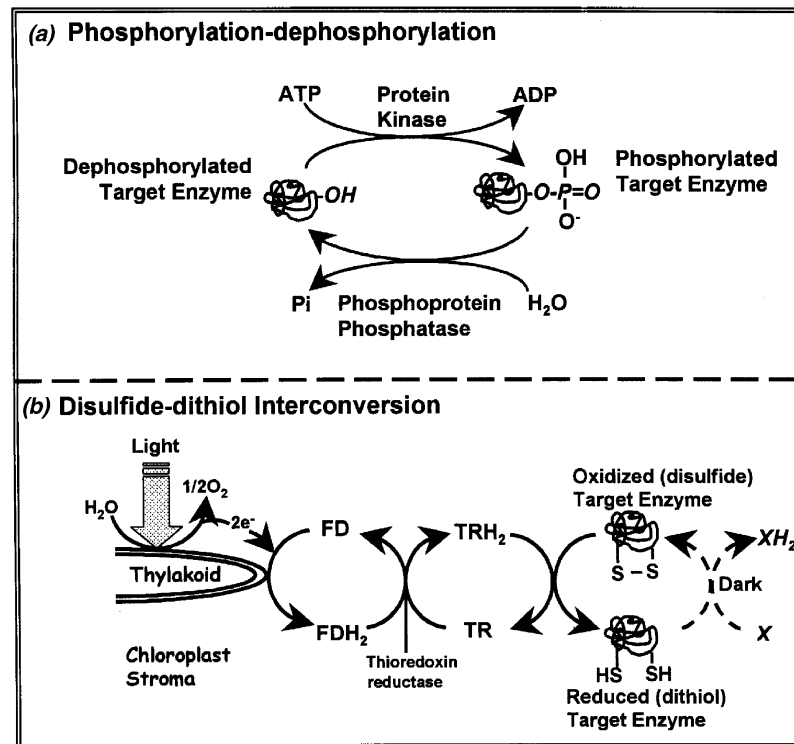 (a) Phosphorylation-dephosphorylation
ATP
Protein
Kinase
ADP
Dephosphorylated
Target Enzyme
-OH
OH
-O-P=O
O-
Phosphorylated
Target Enzyme
Pi
Phosphoprotein
Phosphatase
H₂O
(b) Disulfide-dithiol Interconversion
Light
H₂O
1/2O₂
2e-
Thylakoid
Chloroplast
Stroma
FD
FDH₂
Thioredoxin
reductase
TRH₂
TR
Oxidized (disulfide)
Target Enzyme
S-S
HS
SH
Reduced (dithiol)
Target Enzyme
XH₂
Dark
X